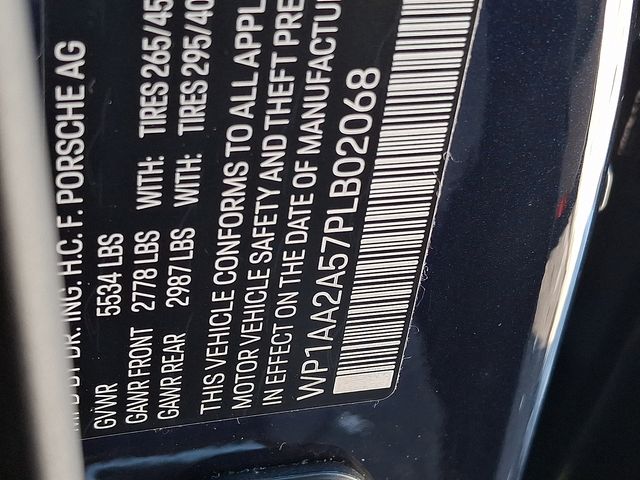 MFD BY DR. ING. H.C. F. PORSCHE AG
GVWR 5534 LBS
GAWR FRONT 2778 LBS WITH: TIRES 265/45
GAWR REAR 2987 LBS WITH: TIRES 295/40
THIS VEHICLE CONFORMS TO ALL APPL
MOTOR VEHICLE SAFETY AND THEFT PRE
IN EFFECT ON THE DATE OF MANUFACTU
WP1AA2A57PLB02068